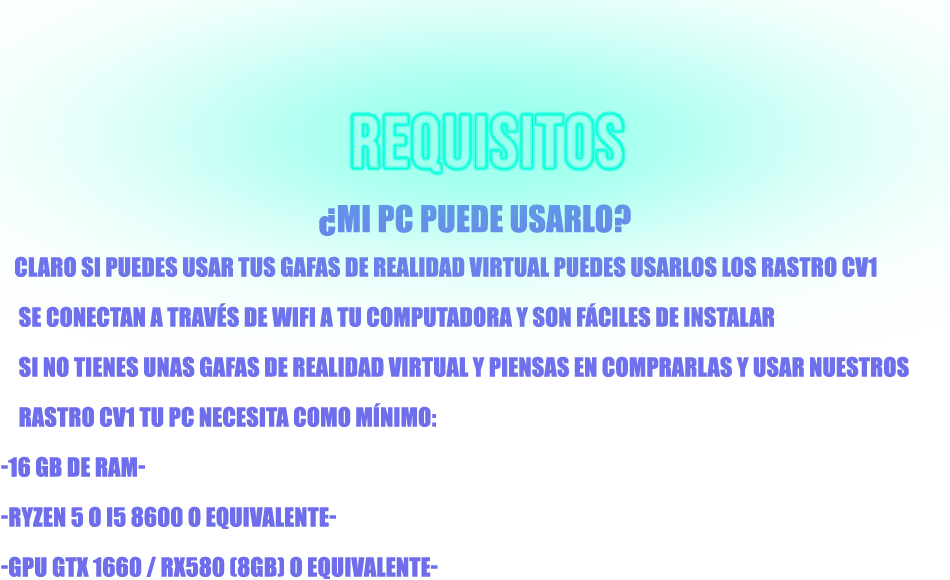 REQUISITOS
¿MI PC PUEDE USARLO?
CLARO SI PUEDES USAR TUS GAFAS DE REALIDAD VIRTUAL PUEDES USARLOS LOS RASTRO CV1
SE CONECTAN A TRAVÉS DE WIFI A TU COMPUTADORA Y SON FÁCILES DE INSTALAR
SI NO TIENES UNAS GAFAS DE REALIDAD VIRTUAL Y PIENSAS EN COMPRARLAS Y USAR NUESTROS
RASTRO CV1 TU PC NECESITA COMO MÍNIMO:
-16 GB DE RAM-
-RYZEN 5 O I5 8600 O EQUIVALENTE-
-GPU GTX 1660 / RX580 (8GB) O EQUIVALENTE-